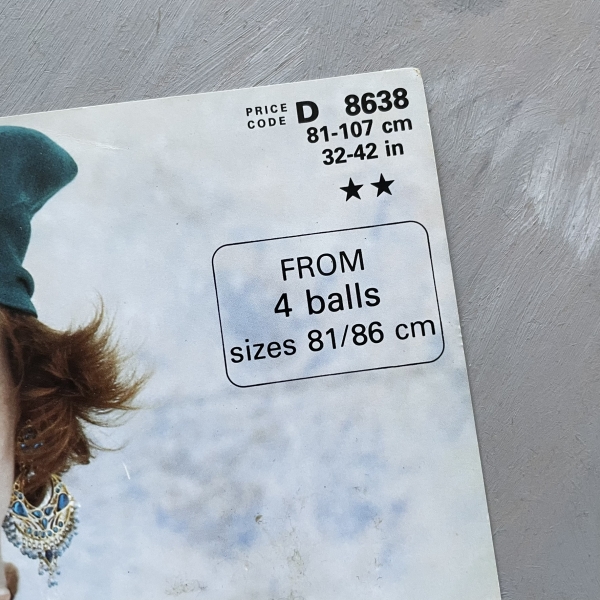 PRICE CODE D 8638
81-107 cm
32-42 in
★★
FROM
4 balls
sizes 81/86 cm